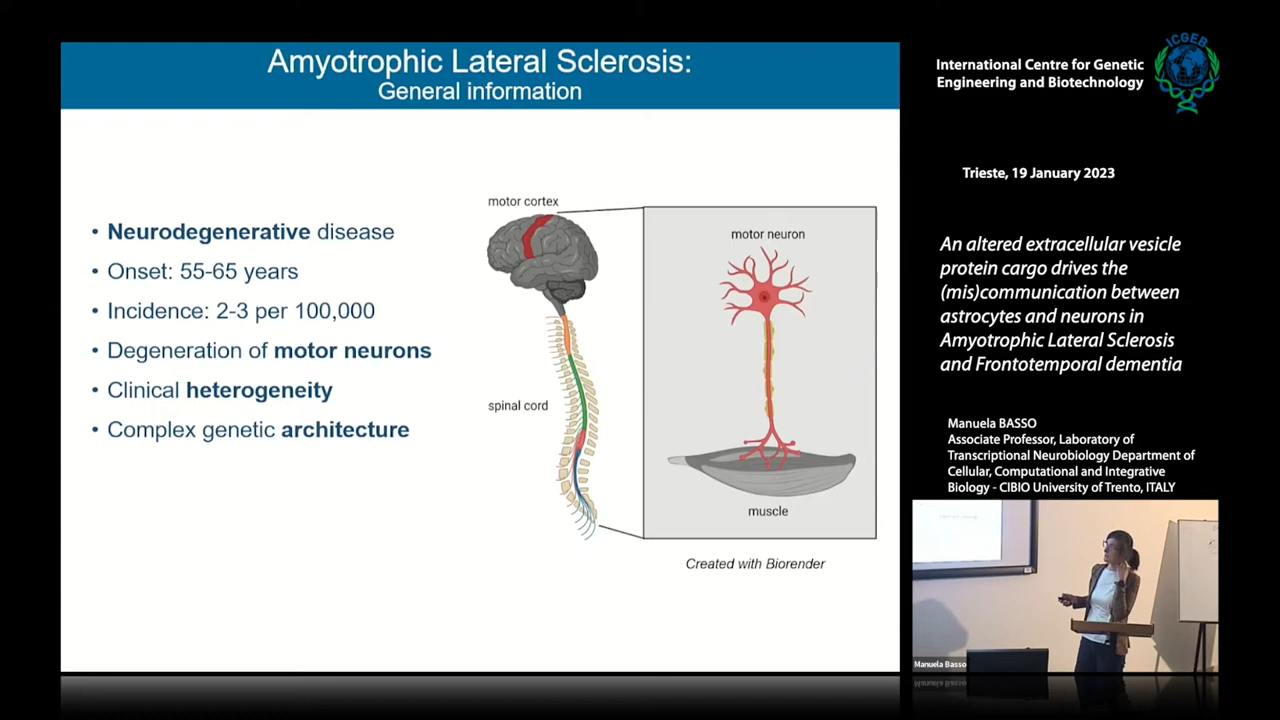 Amyotrophic Lateral Sclerosis:
General information
• Neurodegenerative disease
• Onset: 55-65 years
• Incidence: 2-3 per 100,000
• Degeneration of motor neurons
• Clinical heterogeneity
• Complex genetic architecture
motor cortex
spinal cord
motor neuron
muscle
Created with Biorender
International Centre for Genetic
Engineering and Biotechnology
ICGEB
Trieste, 19 January 2023
An altered extracellular vesicle
protein cargo drives the
(mis)communication between
astrocytes and neurons in
Amyotrophic Lateral Sclerosis
and Frontotemporal dementia
Manuela BASSO
Associate Professor, Laboratory of
Transcriptional Neurobiology Department of
Cellular, Computational and Integrative
Biology - CIBIO University of Trento, ITALY
Manuela Basso